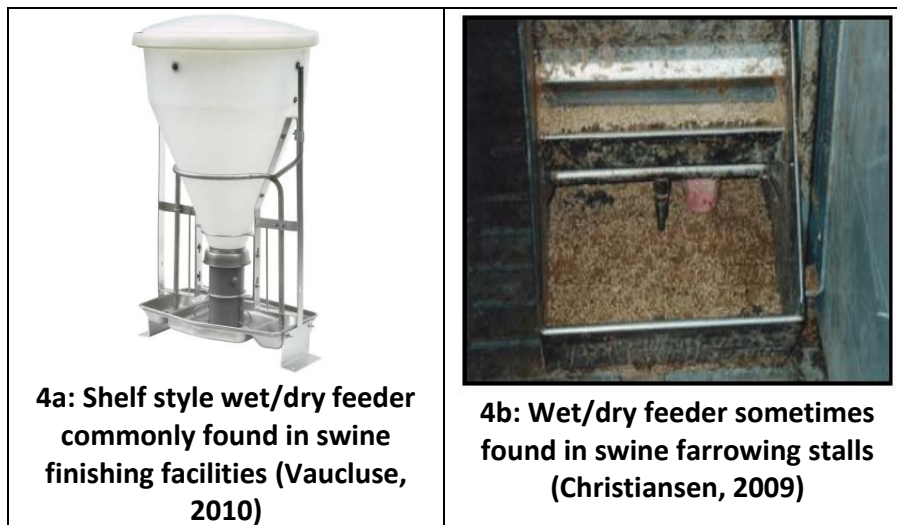 4a: Shelf style wet/dry feeder
commonly found in swine
finishing facilities (Vaucluse,
2010)
4b: Wet/dry feeder sometimes
found in swine farrowing stalls
(Christiansen, 2009)